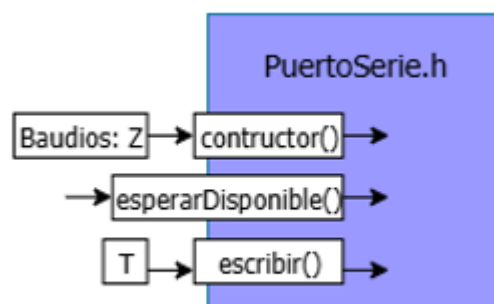 PuertoSerie.h
Baudios: Z contructor()
esperarDisponible()
T escribir()